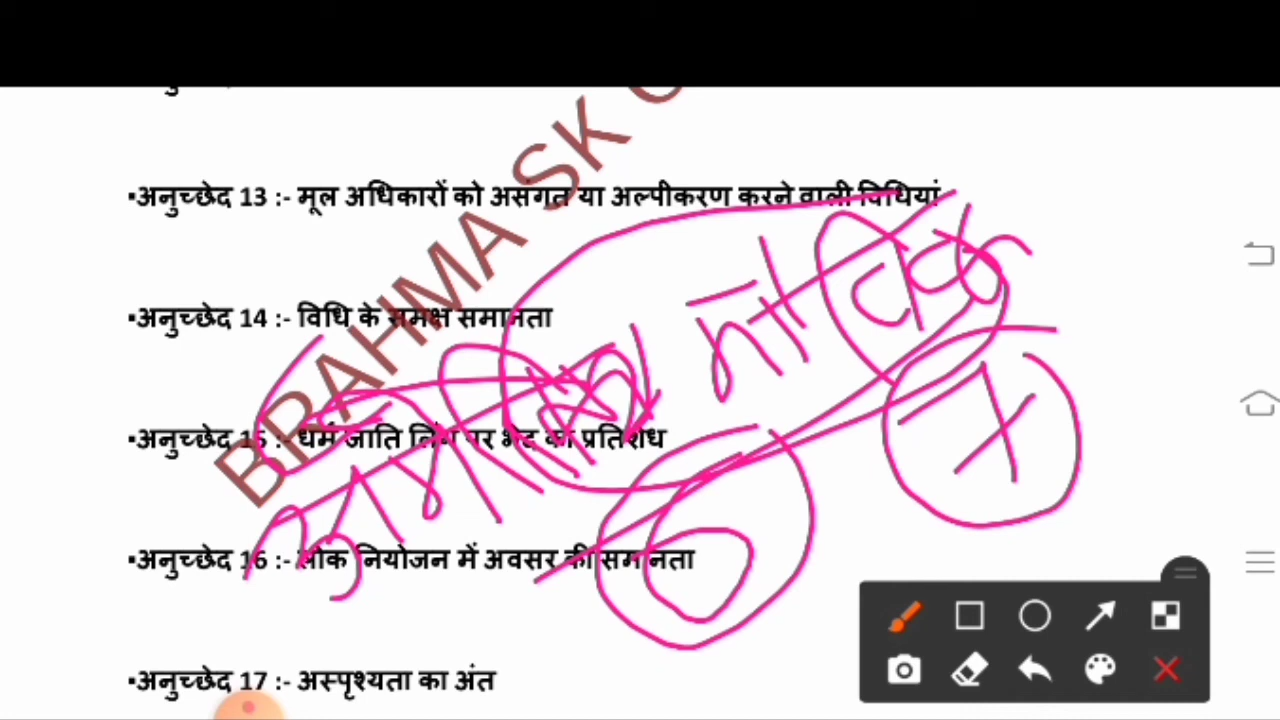 ▪अनुच्छेद 13 :- मूल अधिकारों को असंगत या अल्पीकरण करने वाली विधियां
▪अनुच्छेद 14 :- विधि के समक्ष समानता
▪अनुच्छेद 15 :- धर्म जाति लिंग पर भेद का प्रतिशेध
▪अनुच्छेद 16 :- लोक नियोजन में अवसर की समानता
▪अनुच्छेद 17 :- अस्पृश्यता का अंत
BRAHMA SK